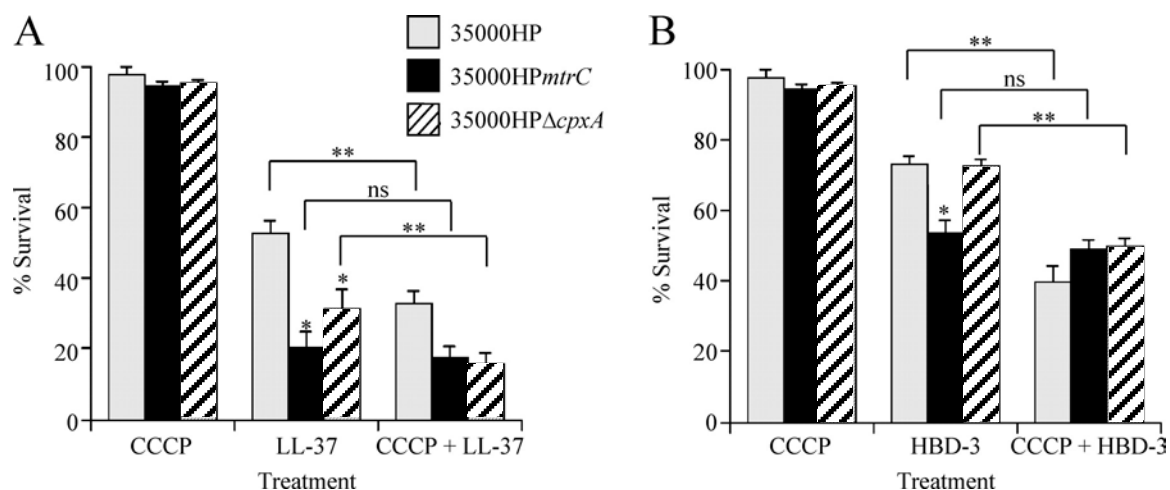 A
35000HP
35000HPmtrC
35000HPΔcpxA
% Survival
100
80
60
40
20
0
**
ns
**
*
*
CCCP
LL-37
CCCP + LL-37
Treatment
B
% Survival
100
80
60
40
20
0
**
ns
**
*
CCCP
HBD-3
CCCP + HBD-3
Treatment